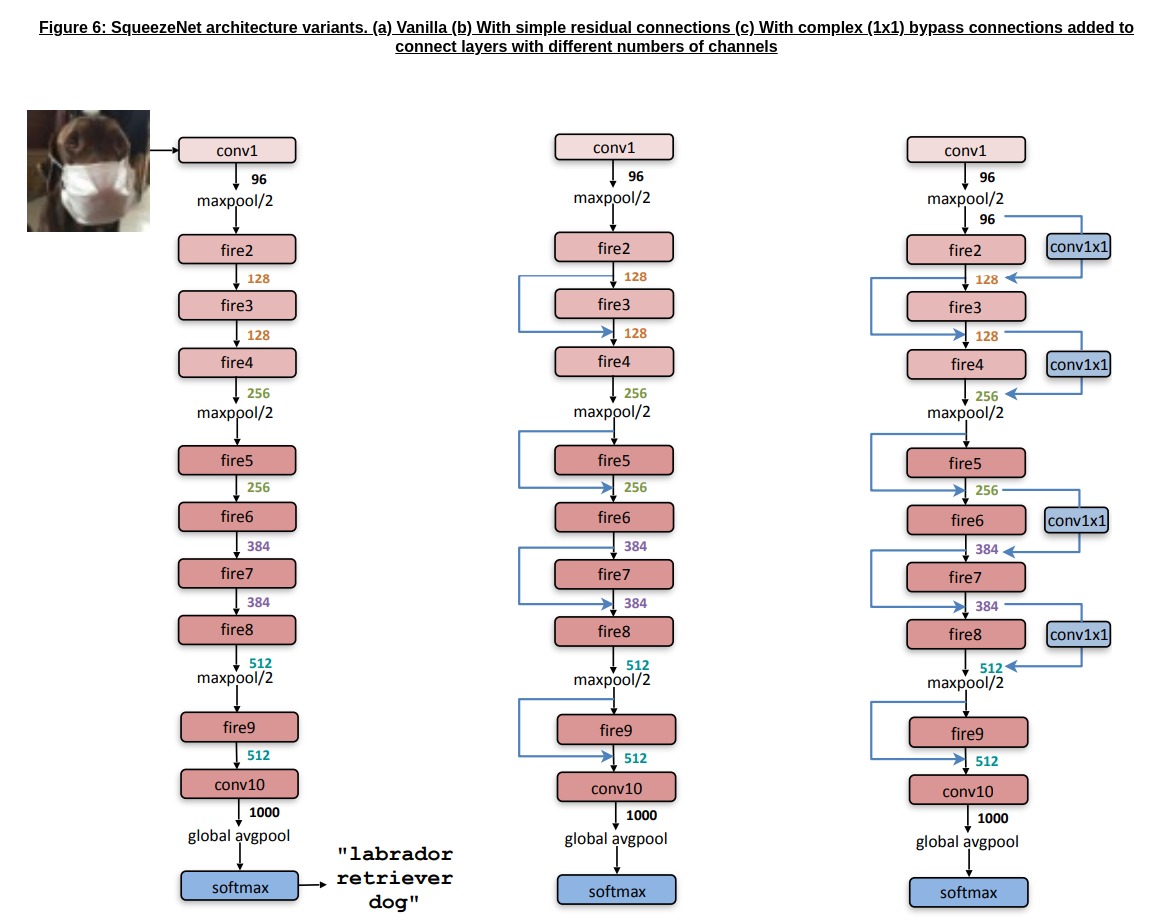 Figure 6: SqueezeNet architecture variants. (a) Vanilla (b) With simple residual connections (c) With complex (1x1) bypass connections added to
connect layers with different numbers of channels
conv1
96
maxpool/2
fire2
128
fire3
128
fire4
256
maxpool/2
fire5
256
fire6
384
fire7
384
fire8
512
maxpool/2
fire9
512
conv10
1000
global avgpool
softmax
"labrador
retriever
dog"
conv1
96
maxpool/2
fire2
128
fire3
128
fire4
256
maxpool/2
fire5
256
fire6
384
fire7
384
fire8
512
maxpool/2
fire9
512
conv10
1000
global avgpool
softmax
conv1
96
maxpool/2
96
fire2
conv1x1
128
fire3
128
fire4
conv1x1
256
maxpool/2
fire5
256
fire6
conv1x1
384
fire7
384
fire8
conv1x1
512
maxpool/2
fire9
512
conv10
1000
global avgpool
softmax